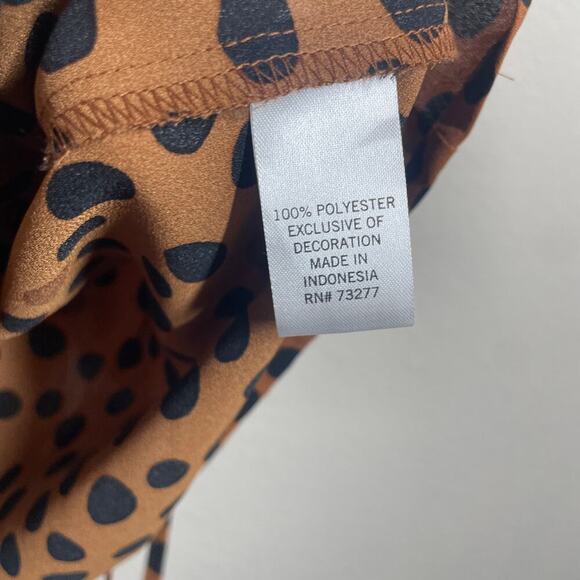 100% POLYESTER
EXCLUSIVE OF
DECORATION
MADE IN
INDONESIA
RN# 73277